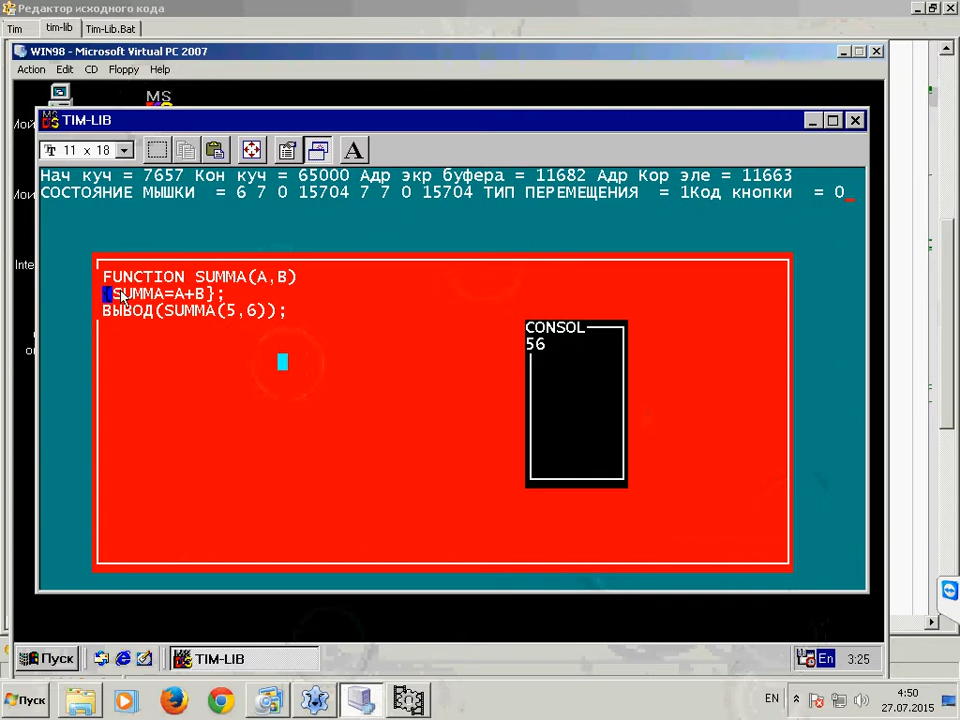 Редактор исходного кода
Tim tim-lib Tim-Lib.Bat
WIN98 - Microsoft Virtual PC 2007
Action Edit CD Floppy Help
MS
TIM-LIB
11 x 18
A
Нач куч = 7657 Кон куч = 65000 Адр экр буфера = 11682 Адр Кор эле = 11663
СОСТОЯНИЕ МЫШКИ = 6 7 0 15704 7 7 0 15704 ТИП ПЕРЕМЕЩЕНИЯ = 1Код кнопки = 0
FUNCTION SUMMA(A,B)
{SUMMA=A+B};
ВЫВОД(SUMMA(5,6));
CONSOL
56
Пуск
TIM-LIB
En 3:25
Пуск
EN
4:50
27.07.2015